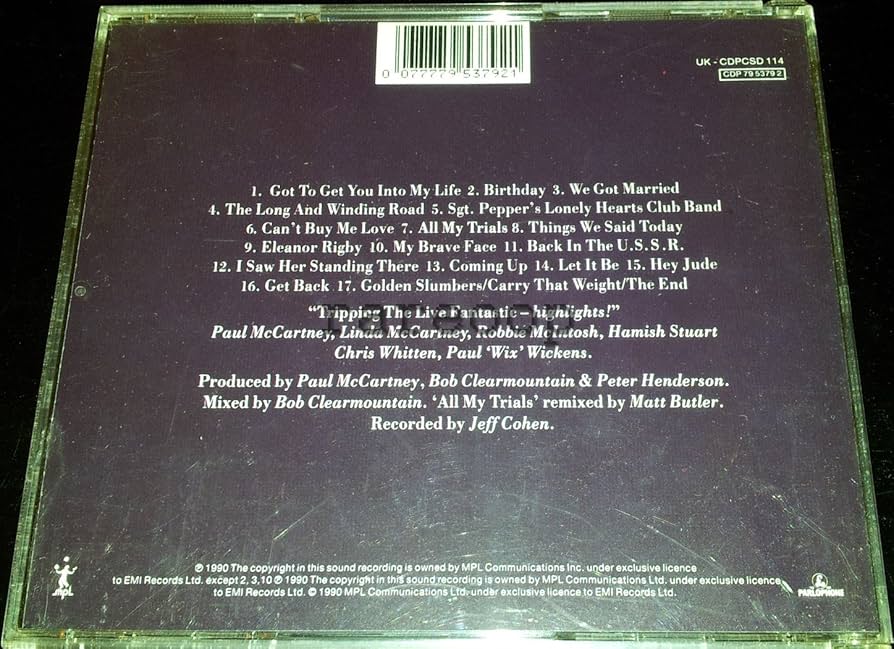 0 077779 537921
UK - CDPCSD 114
CDP 79 5379 2
1. Got To Get You Into My Life 2. Birthday 3. We Got Married
4. The Long And Winding Road 5. Sgt. Pepper's Lonely Hearts Club Band
6. Can't Buy Me Love 7. All My Trials 8. Things We Said Today
9. Eleanor Rigby 10. My Brave Face 11. Back In The U.S.S.R.
12. I Saw Her Standing There 13. Coming Up 14. Let It Be 15. Hey Jude
16. Get Back 17. Golden Slumbers/Carry That Weight/The End
"Tripping The Live Fantastic - highlights!"
Paul McCartney, Linda McCartney, Robbie McIntosh, Hamish Stuart
Chris Whitten, Paul 'Wix' Wickens.
Produced by Paul McCartney, Bob Clearmountain & Peter Henderson.
Mixed by Bob Clearmountain. 'All My Trials' remixed by Matt Butler.
Recorded by Jeff Cohen.
℗ 1990 The copyright in this sound recording is owned by MPL Communications Inc. under exclusive licence
to EMI Records Ltd. except 2, 3,10 ℗ 1990 The copyright in this sound recording is owned by MPL Communications Ltd. under exclusive licence
to EMI Records Ltd. © 1990 MPL Communications Ltd. under exclusive licence to EMI Records Ltd.
MPL
PARLOPHONE